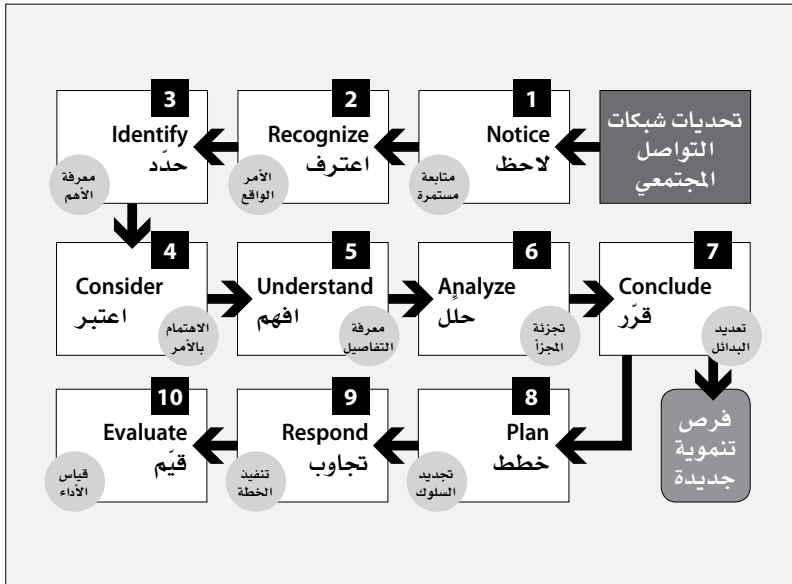 تحديات شبكات
التواصل
المجتمعي
1
Notice
لاحظ
متابعة
مستمرة
2
Recognize
اعترف
الأمر
الواقع
3
Identify
حدّد
معرفة
الأهم
4
Consider
اعتبر
الاهتمام
بالأمر
5
Understand
افهم
معرفة
التفاصيل
6
Analyze
حللٍ
تجزئة
المجزأ
7
Conclude
قرّر
تعديد
البدائل
فرص
تنموية
جديدة
8
Plan
خطط
تجديد
السلوك
9
Respond
تجاوب
تنفيذ
الخطة
10
Evaluate
قيّم
قياس
الأداء